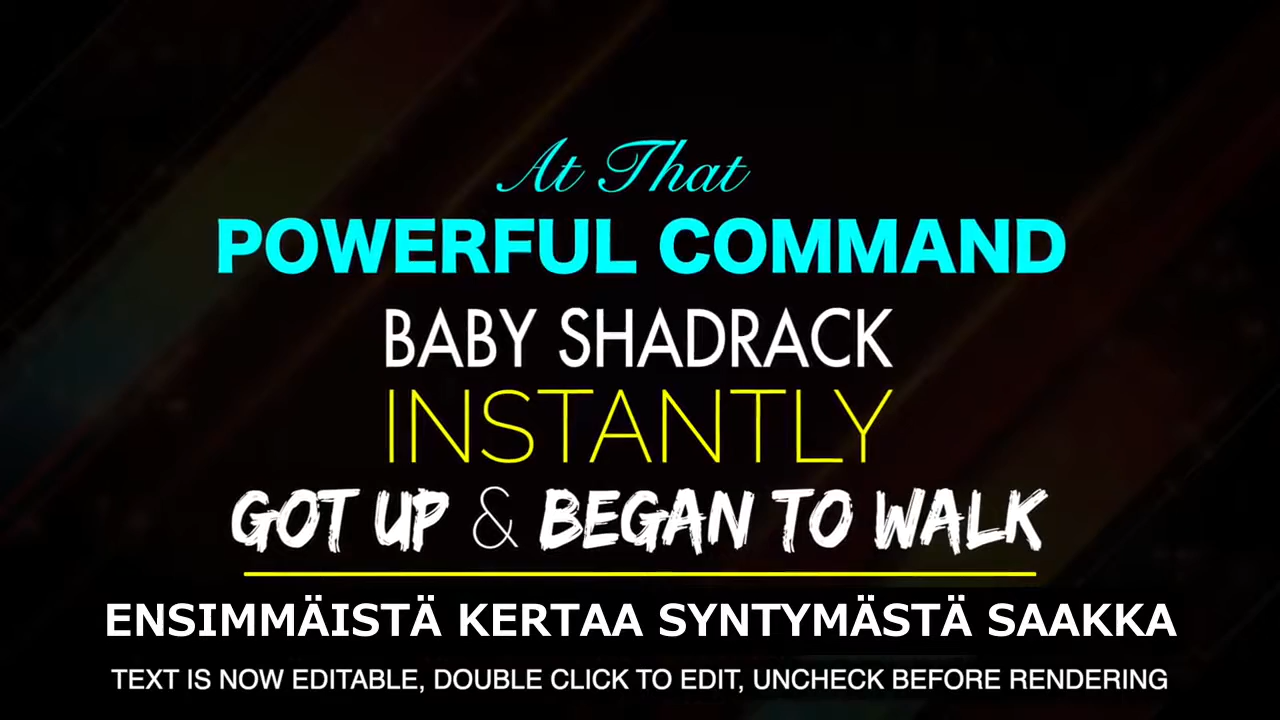 At That
POWERFUL COMMAND
BABY SHADRACK
INSTANTLY
GOT UP & BEGAN TO WALK
ENSIMMÄISTÄ KERTAA SYNTYMÄSTÄ SAAKKA
TEXT IS NOW EDITABLE, DOUBLE CLICK TO EDIT, UNCHECK BEFORE RENDERING